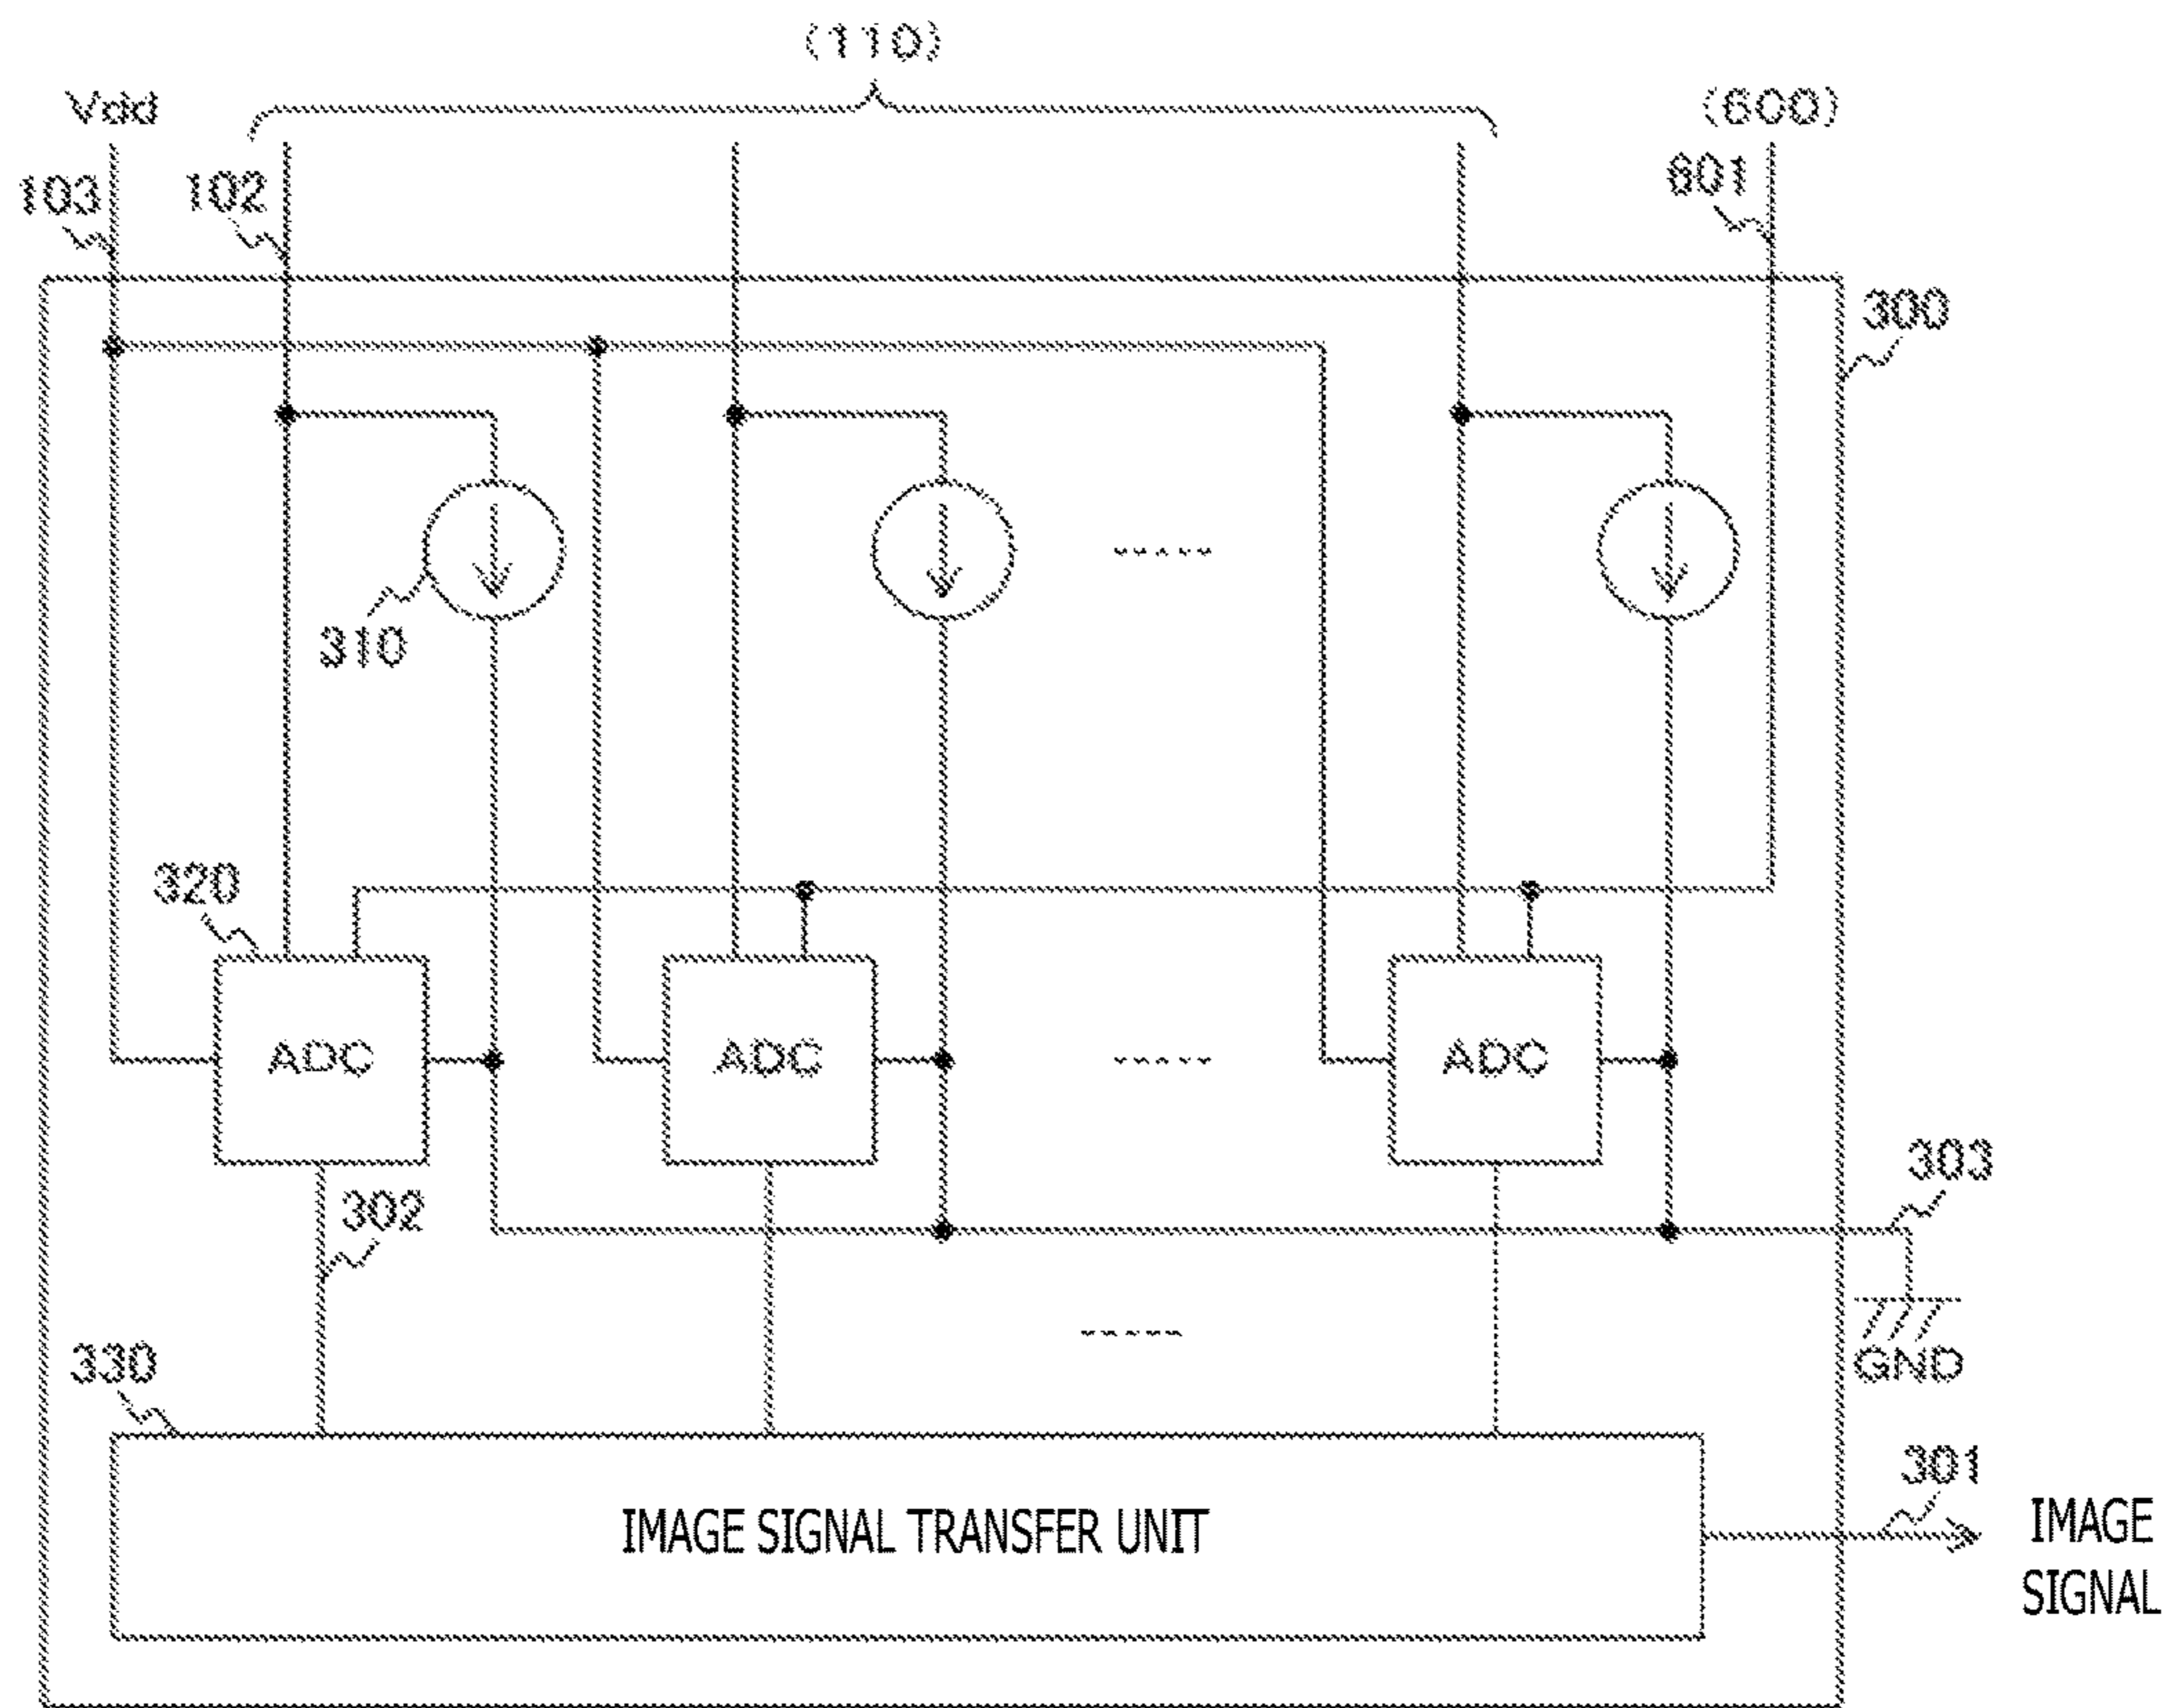 (110)
Vdd
(600)
103
102
601
300
310
320
ADC
ADC
ADC
303
302
GND
330
301
IMAGE SIGNAL TRANSFER UNIT
IMAGE
SIGNAL